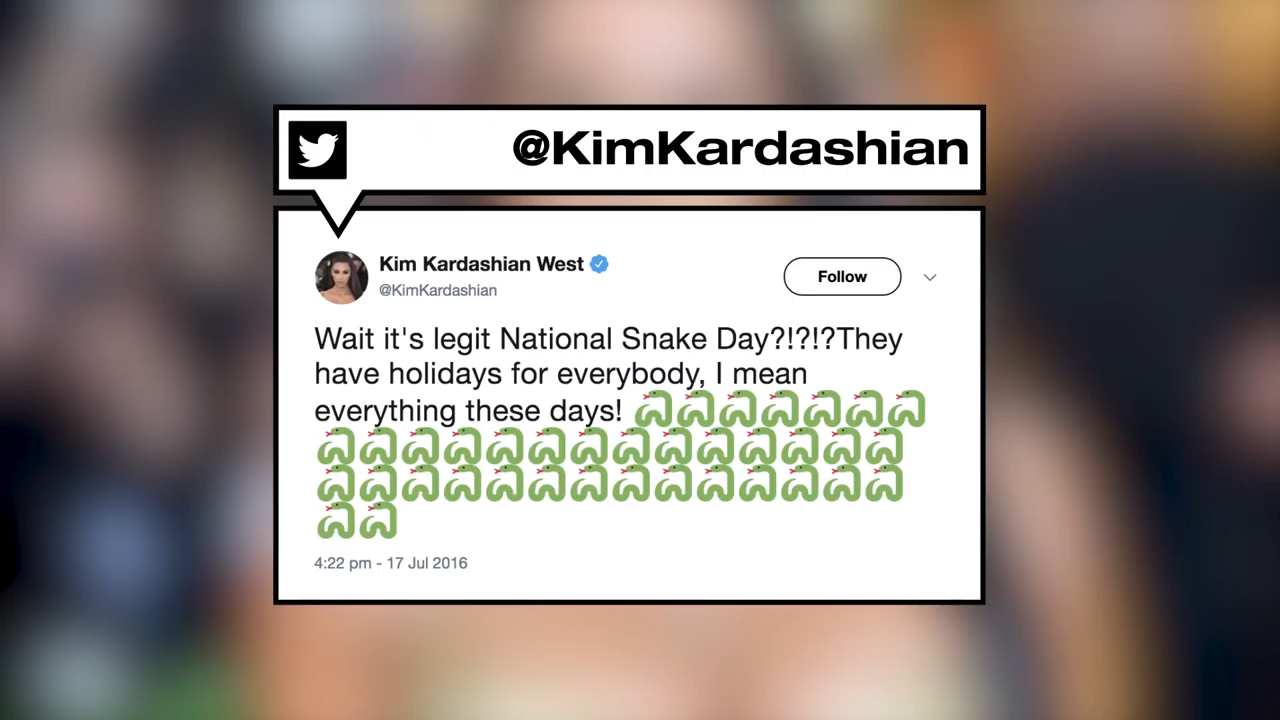 @KimKardashian
Kim Kardashian West
@KimKardashian
Follow
Wait it's legit National Snake Day?!?!?They
have holidays for everybody, I mean
everything these days! 🐍🐍🐍🐍🐍🐍🐍
🐍🐍🐍🐍🐍🐍🐍🐍🐍🐍🐍🐍🐍🐍
🐍🐍🐍🐍🐍🐍🐍🐍🐍🐍🐍🐍🐍🐍
🐍🐍
4:22 pm - 17 Jul 2016